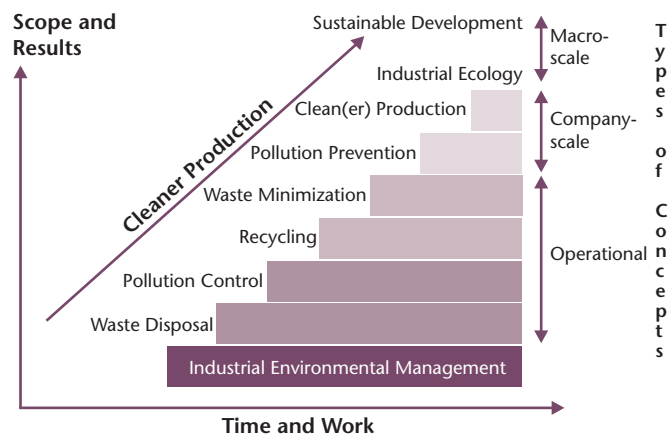 Scope and
Results
Sustainable Development
Macro-
scale
Industrial Ecology
Clean(er) Production
Company-
scale
Pollution Prevention
Cleaner Production
Waste Minimization
Recycling
Operational
Pollution Control
Waste Disposal
Industrial Environmental Management
Time and Work
Types of Concepts